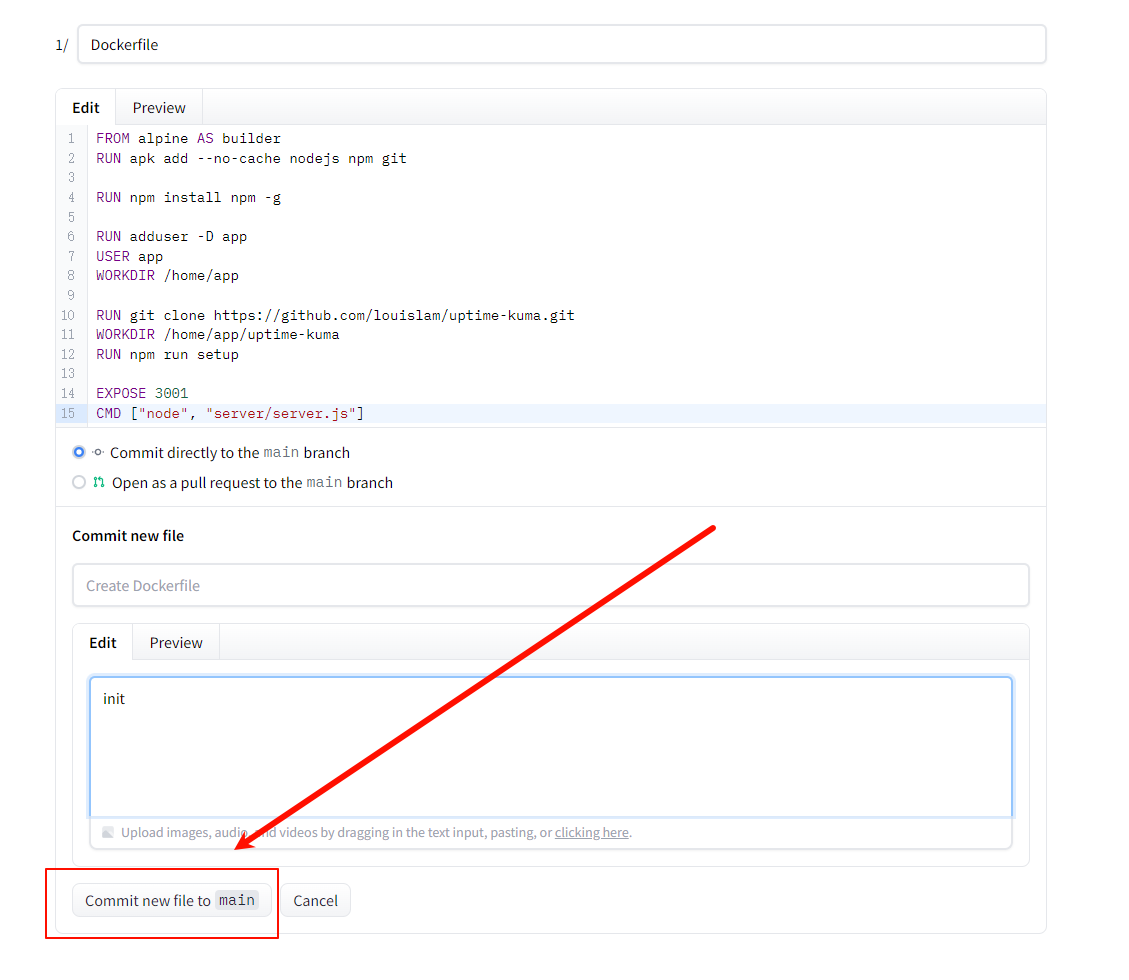 1/ Dockerfile
Edit Preview
1 FROM alpine AS builder
2 RUN apk add --no-cache nodejs npm git
3
4 RUN npm install npm -g
5
6 RUN adduser -D app
7 USER app
8 WORKDIR /home/app
9
10 RUN git clone https://github.com/louislam/uptime-kuma.git
11 WORKDIR /home/app/uptime-kuma
12 RUN npm run setup
13
14 EXPOSE 3001
15 CMD ["node", "server/server.js"]
Commit directly to the main branch
Open as a pull request to the main branch
Commit new file
Create Dockerfile
Edit Preview
init
Upload images, audio, and videos by dragging in the text input, pasting, or clicking here.
Commit new file to main Cancel